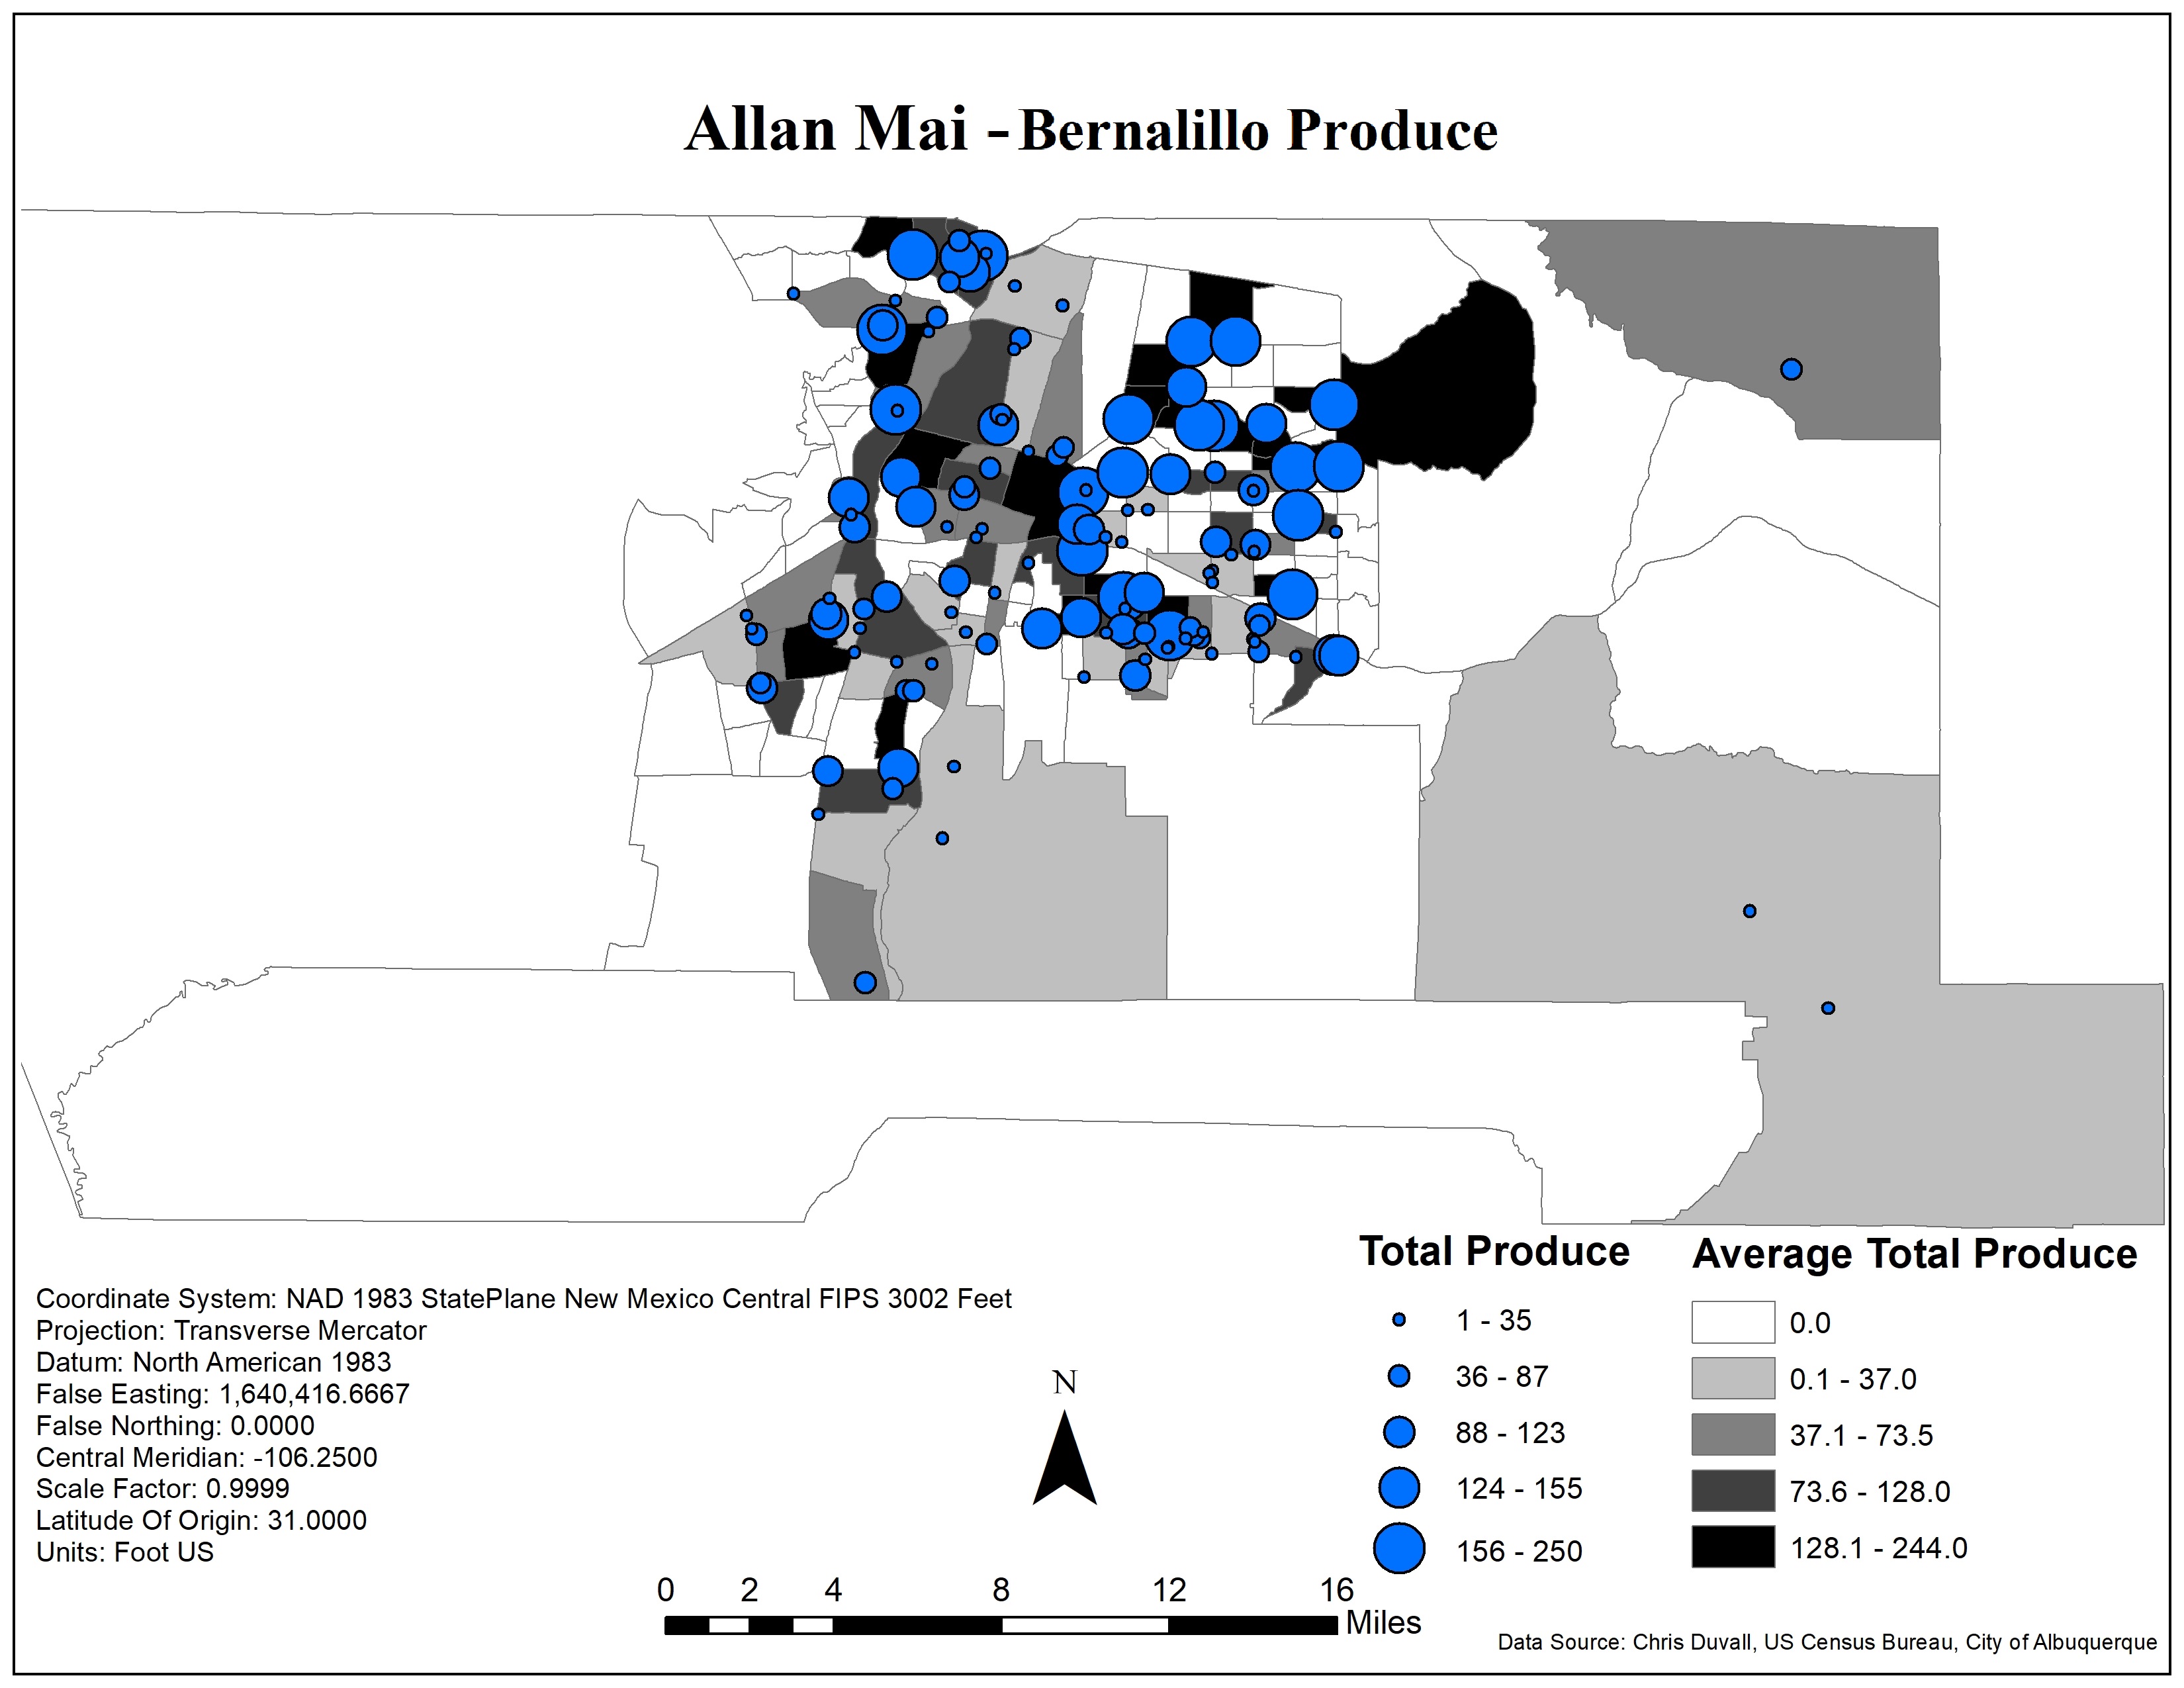 Allan Mai - Bernalillo Produce
Total Produce
1 - 35
36 - 87
88 - 123
124 - 155
156 - 250
Average Total Produce
0.0
0.1 - 37.0
37.1 - 73.5
73.6 - 128.0
128.1 - 244.0
Coordinate System: NAD 1983 StatePlane New Mexico Central FIPS 3002 Feet
Projection: Transverse Mercator
Datum: North American 1983
False Easting: 1,640,416.6667
False Northing: 0.0000
Central Meridian: -106.2500
Scale Factor: 0.9999
Latitude Of Origin: 31.0000
Units: Foot US
N
0 2 4 8 12 16
Miles
Data Source: Chris Duvall, US Census Bureau, City of Albuquerque